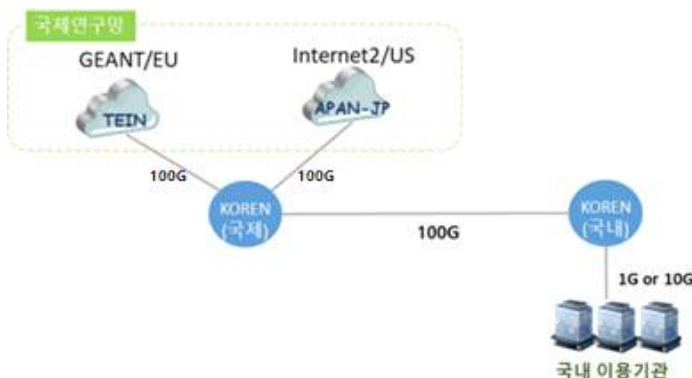 국제연구망
GEANT/EU
Internet2/US
TEIN
APAN-JP
100G
100G
KOREN
(국제)
100G
KOREN
(국내)
1G or 10G
국내 이용기관